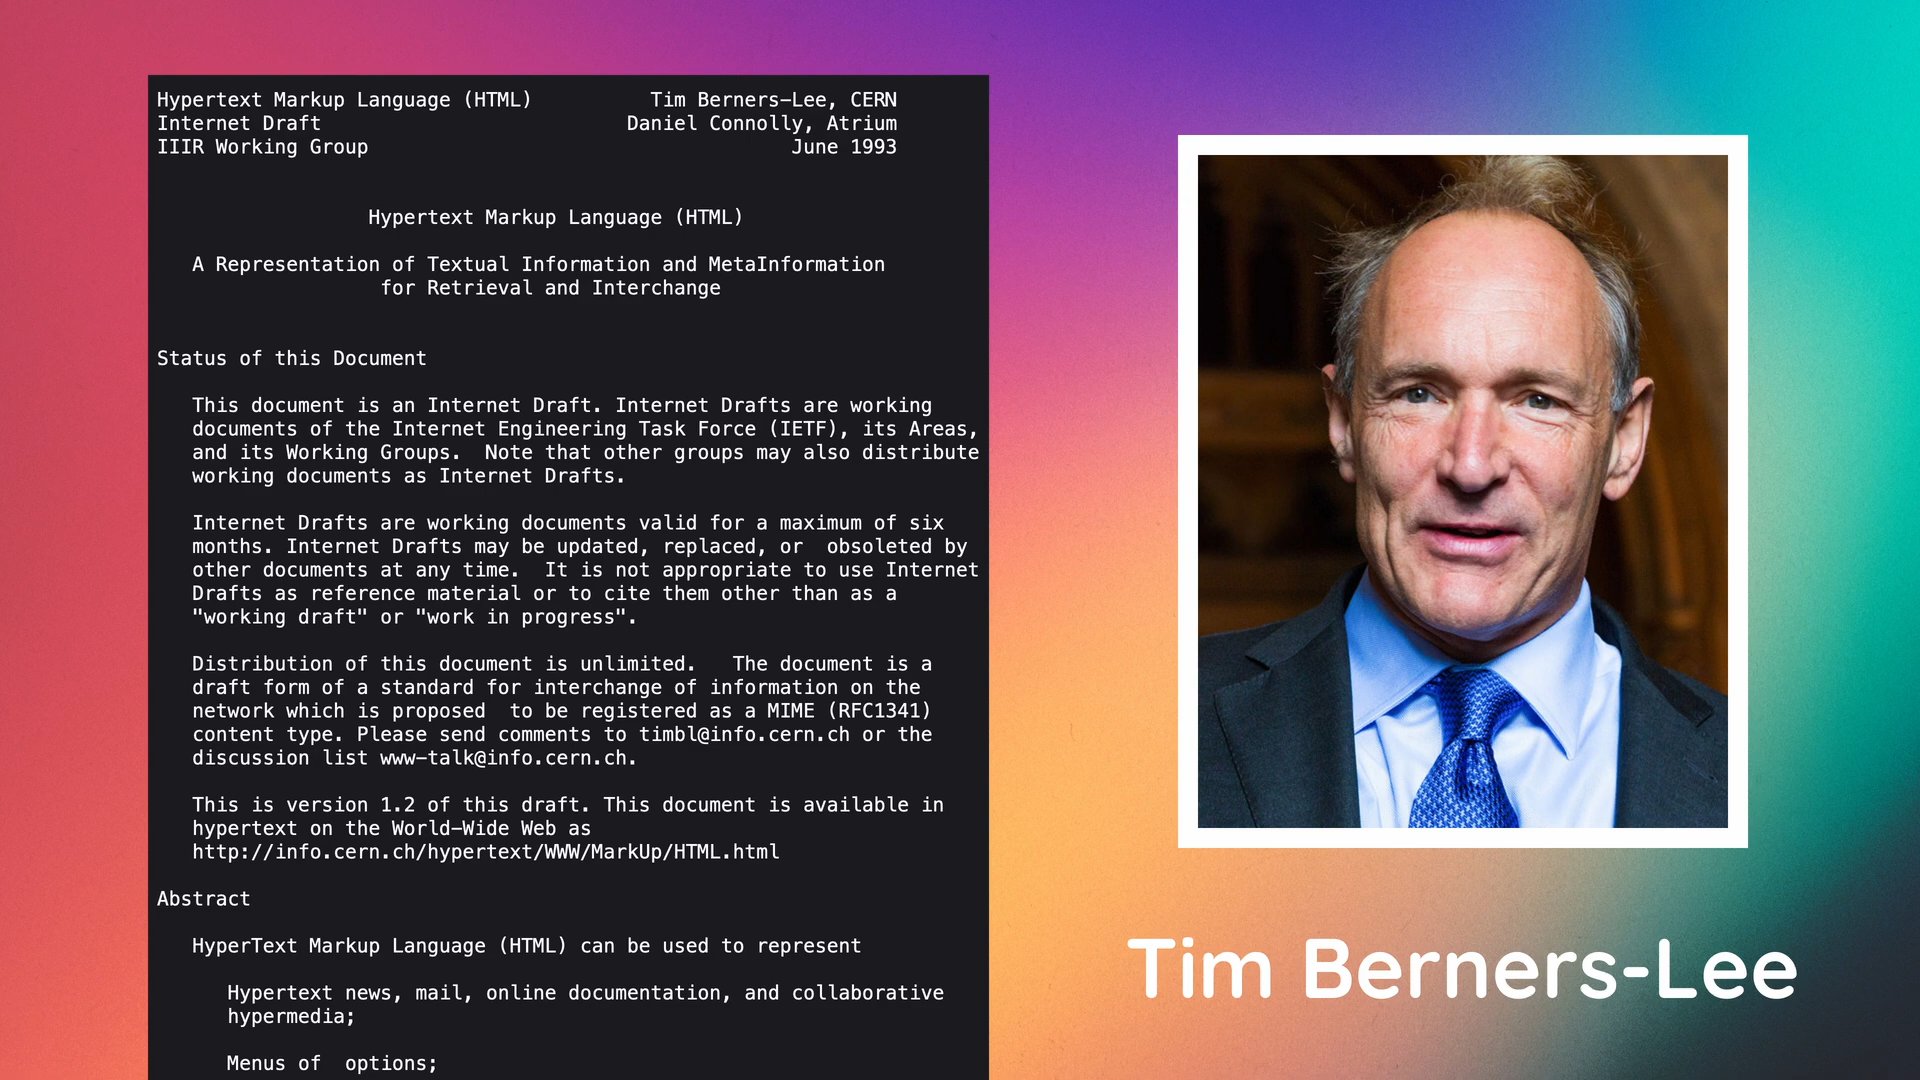 Hypertext Markup Language (HTML)          Tim Berners-Lee, CERN
Internet Draft                          Daniel Connolly, Atrium
IIIR Working Group                                    June 1993
Hypertext Markup Language (HTML)
A Representation of Textual Information and MetaInformation
for Retrieval and Interchange
Status of this Document
This document is an Internet Draft. Internet Drafts are working
documents of the Internet Engineering Task Force (IETF), its Areas,
and its Working Groups.  Note that other groups may also distribute
working documents as Internet Drafts.
Internet Drafts are working documents valid for a maximum of six
months. Internet Drafts may be updated, replaced, or  obsoleted by
other documents at any time.  It is not appropriate to use Internet
Drafts as reference material or to cite them other than as a
"working draft" or "work in progress".
Distribution of this document is unlimited.   The document is a
draft form of a standard for interchange of information on the
network which is proposed  to be registered as a MIME (RFC1341)
content type. Please send comments to timbl@info.cern.ch or the
discussion list www-talk@info.cern.ch.
This is version 1.2 of this draft. This document is available in
hypertext on the World-Wide Web as
http://info.cern.ch/hypertext/WWW/MarkUp/HTML.html
Abstract
HyperText Markup Language (HTML) can be used to represent
Hypertext news, mail, online documentation, and collaborative
hypermedia;
Menus of  options;
Tim Berners-Lee